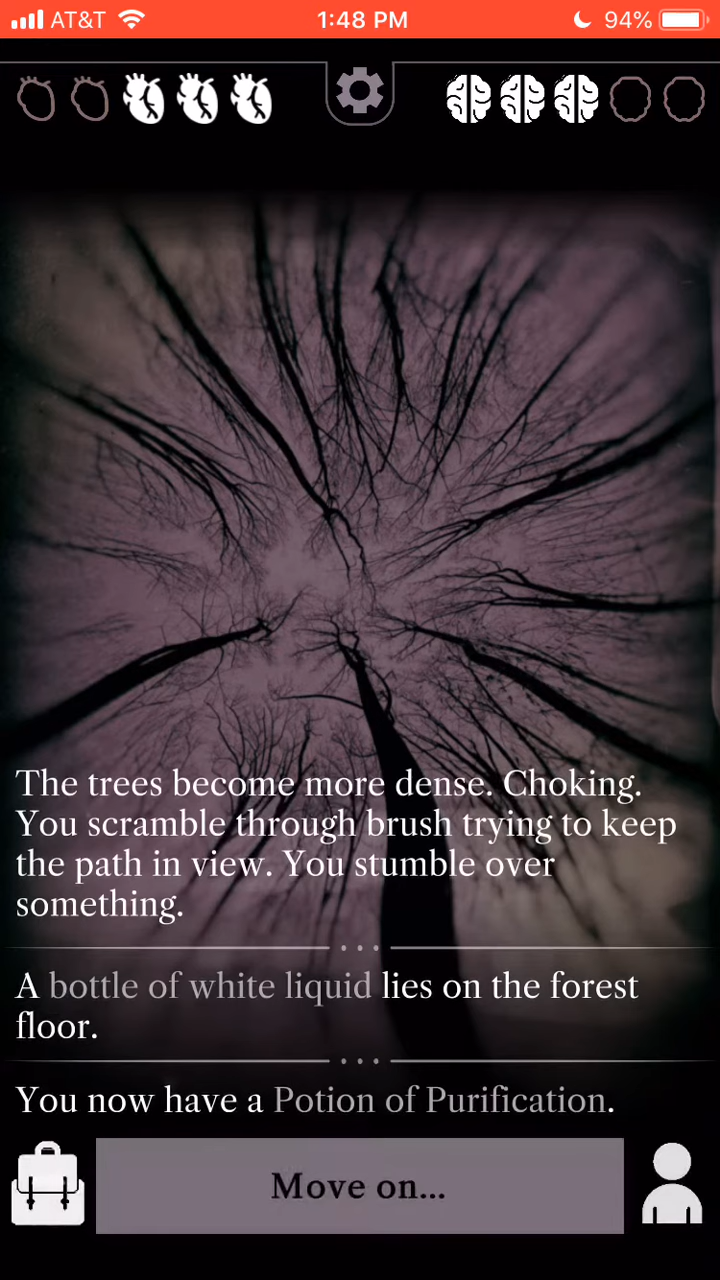 AT&T 1:48 PM 94%
The trees become more dense. Choking.
You scramble through brush trying to keep
the path in view. You stumble over
something.
A bottle of white liquid lies on the forest
floor.
You now have a Potion of Purification.
Move on...